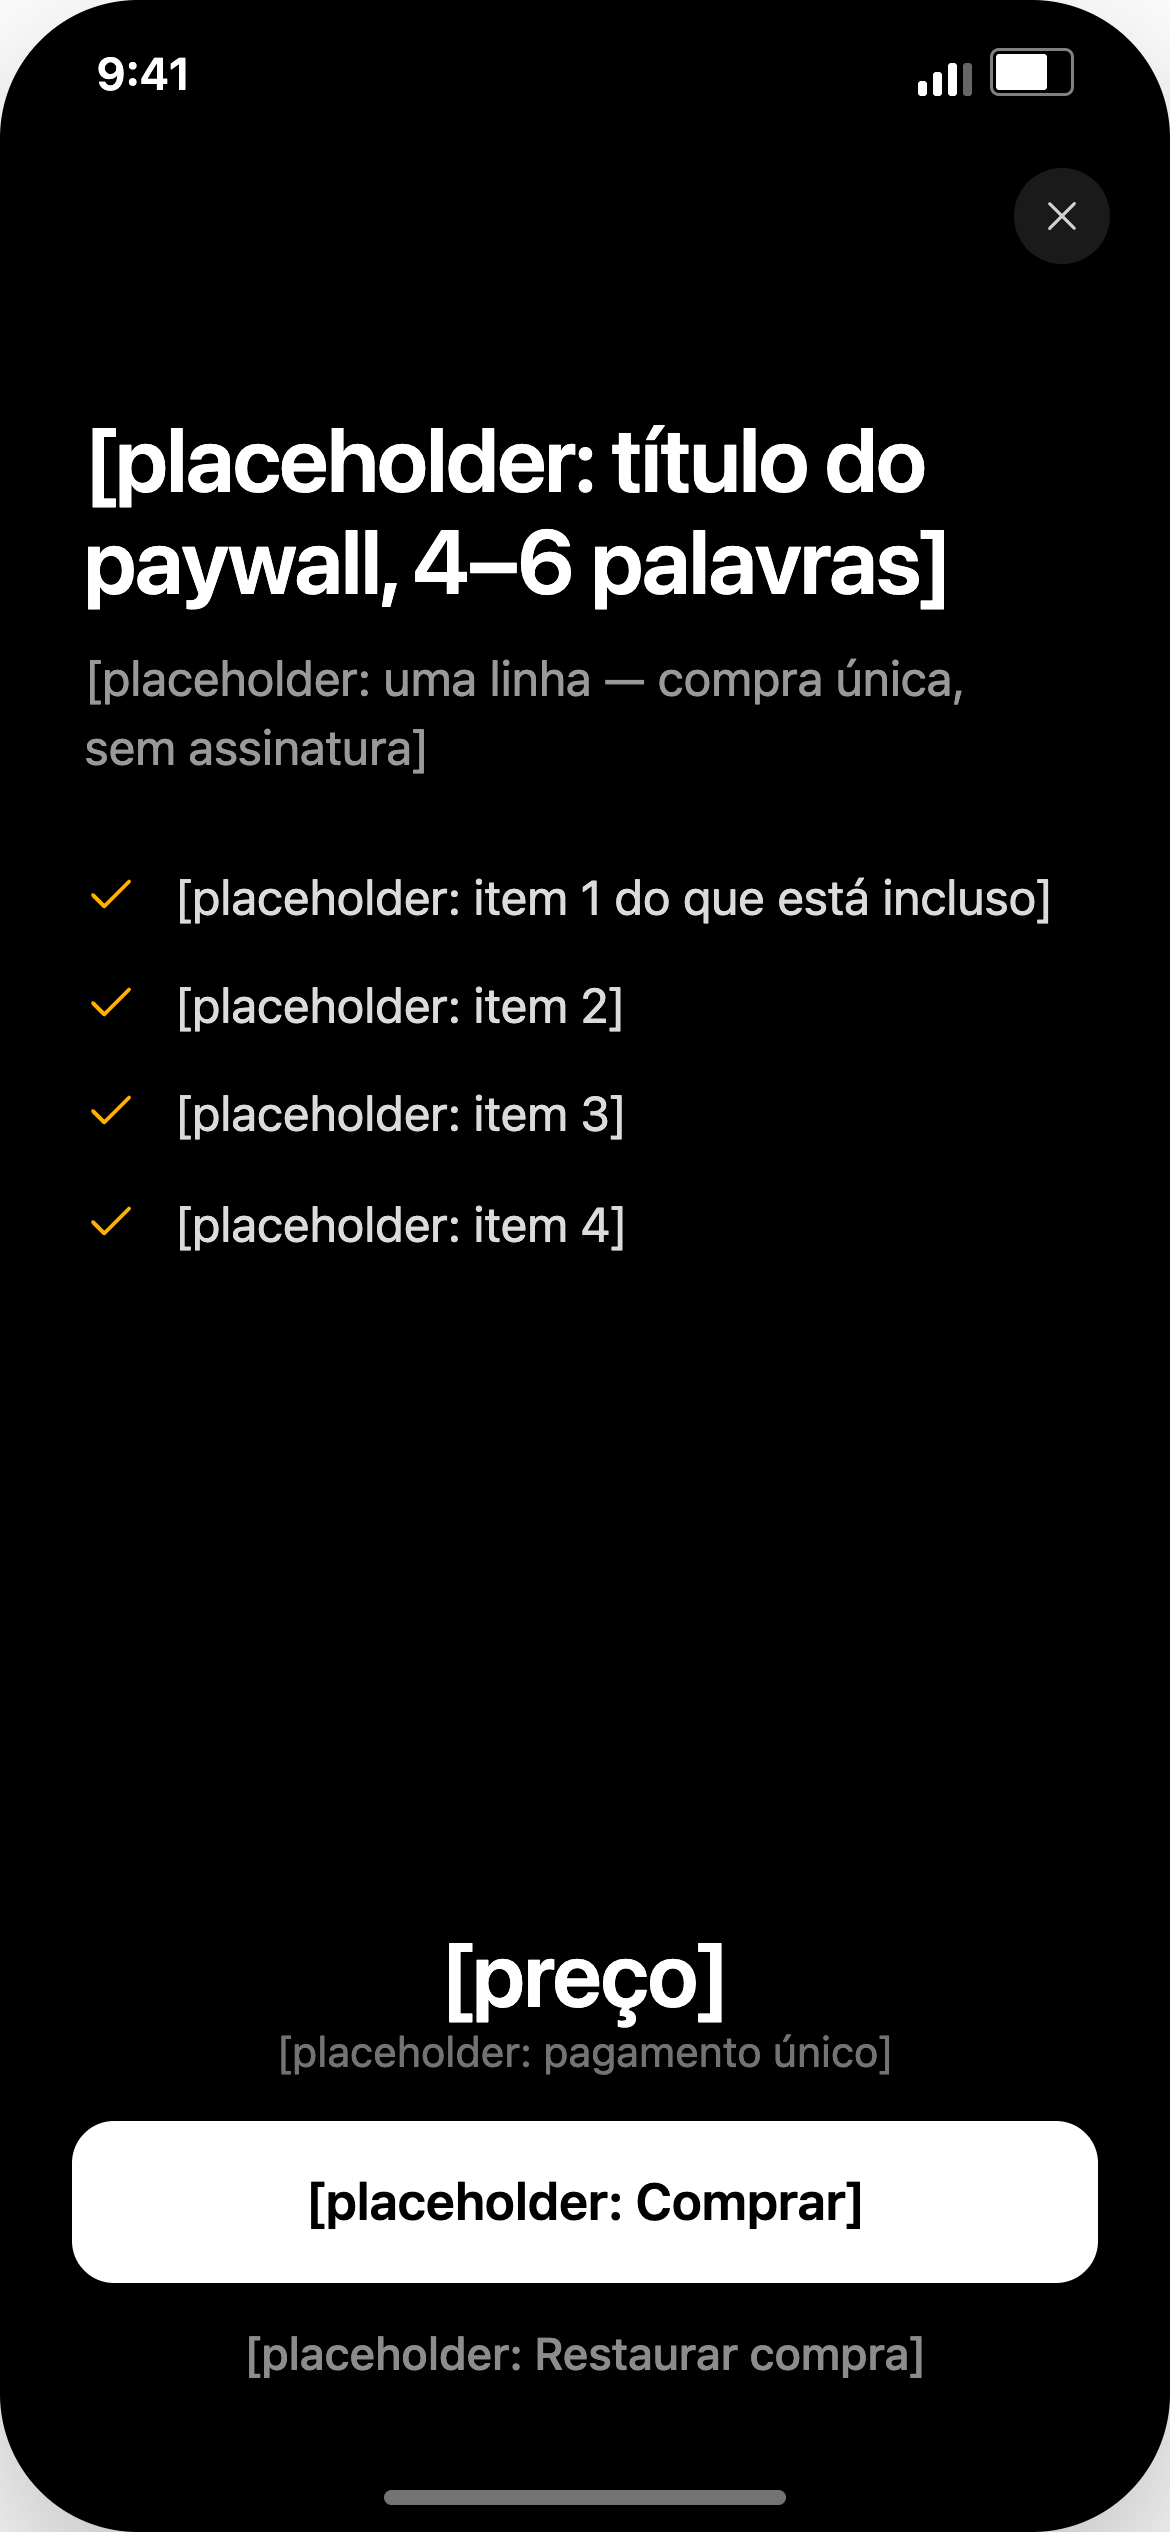 9:41
[placeholder: título do
paywall, 4–6 palavras]
[placeholder: uma linha — compra única,
sem assinatura]
[placeholder: item 1 do que está incluso]
[placeholder: item 2]
[placeholder: item 3]
[placeholder: item 4]
[preço]
[placeholder: pagamento único]
[placeholder: Comprar]
[placeholder: Restaurar compra]